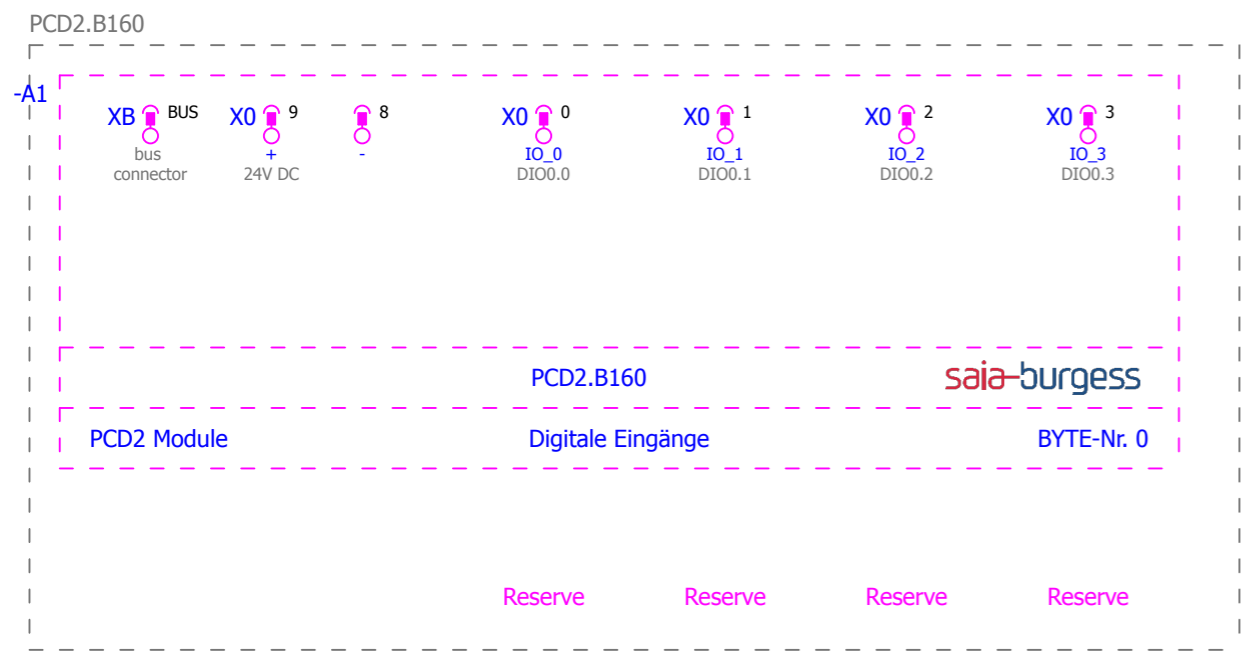 PCD2.B160
-A1
XB BUS X0 9 8 X0 0 X0 1 X0 2 X0 3
bus + - IO_0 IO_1 IO_2 IO_3
connector 24V DC DIO0.0 DIO0.1 DIO0.2 DIO0.3
PCD2.B160 saia-burgess
PCD2 Module Digitale Eingänge BYTE-Nr. 0
Reserve Reserve Reserve Reserve